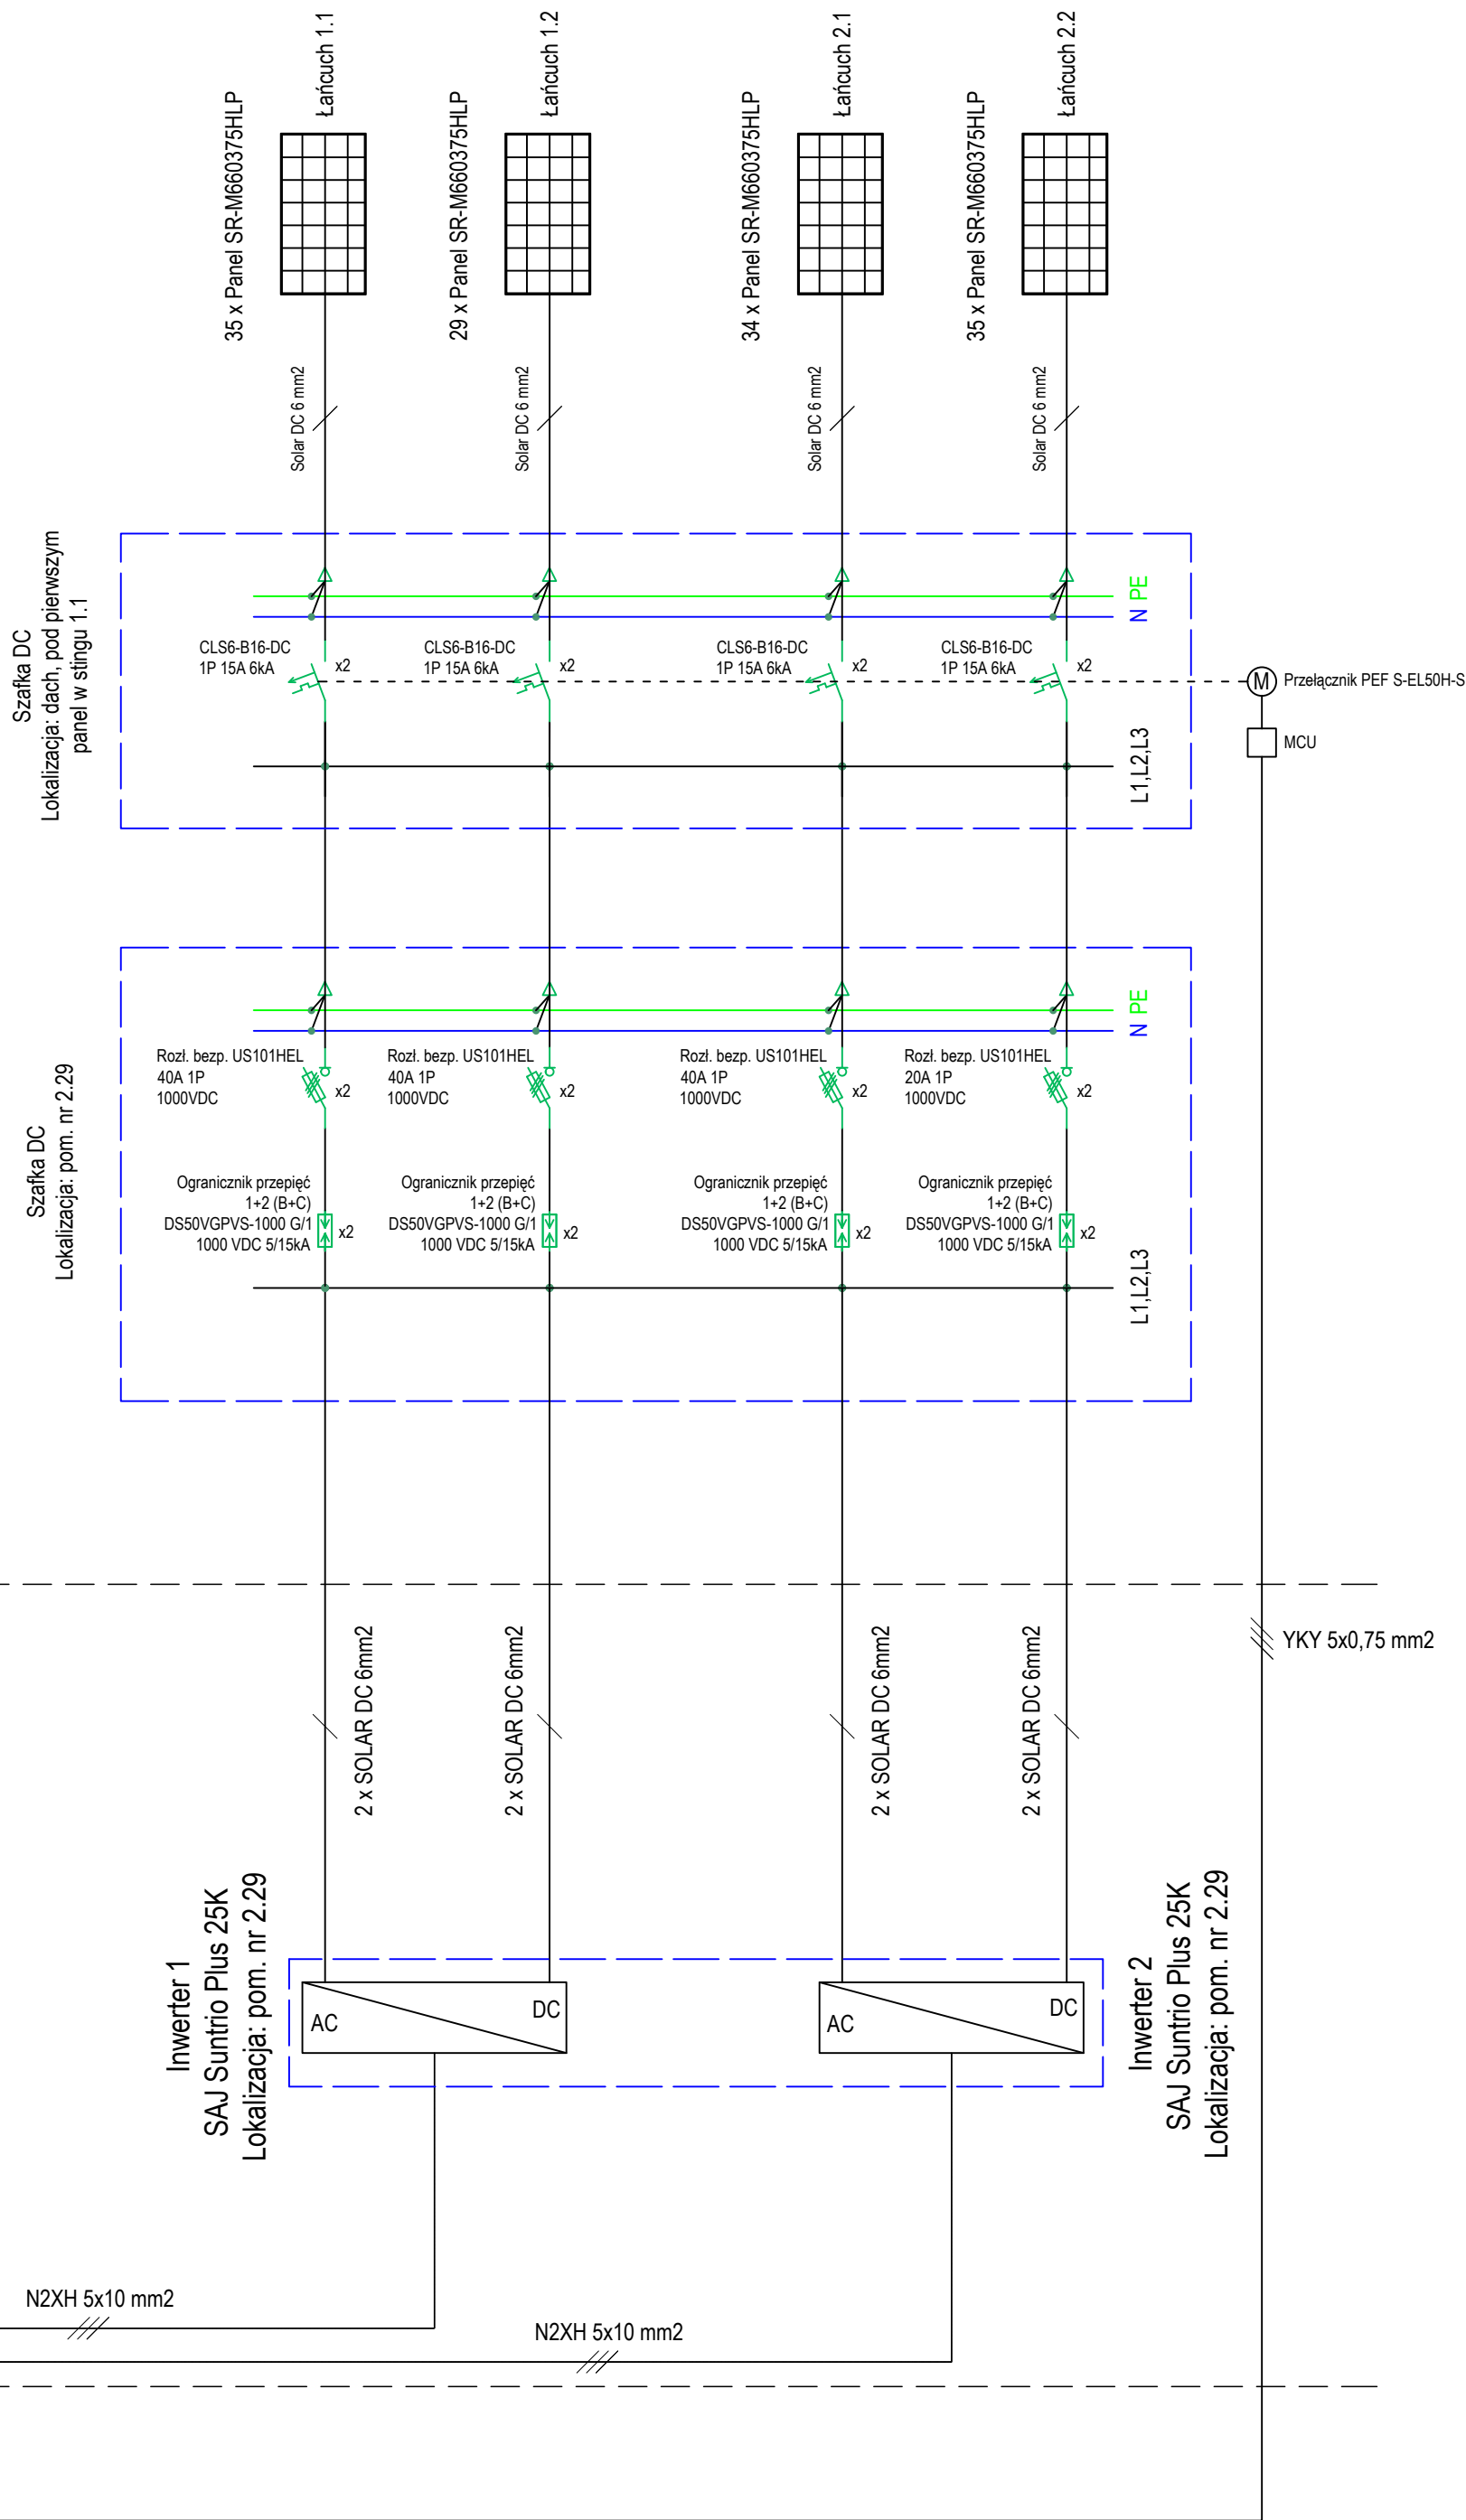 Łańcuch 1.1
Łańcuch 1.2
Łańcuch 2.1
Łańcuch 2.2
35 x Panel SR-M660375HLP
29 x Panel SR-M660375HLP
34 x Panel SR-M660375HLP
35 x Panel SR-M660375HLP
Solar DC 6 mm2
Solar DC 6 mm2
Solar DC 6 mm2
Solar DC 6 mm2
Szafka DC
Lokalizacja: dach, pod pierwszym
panel w stingu 1.1
N PE
CLS6-B16-DC
1P 15A 6kA
x2
CLS6-B16-DC
1P 15A 6kA
x2
CLS6-B16-DC
1P 15A 6kA
x2
CLS6-B16-DC
1P 15A 6kA
x2
M
Przełącznik PEF S-EL50H-S
MCU
L1,L2,L3
Szafka DC
Lokalizacja: pom. nr 2.29
N PE
Rozł. bezp. US101HEL
40A 1P
1000VDC
x2
Rozł. bezp. US101HEL
40A 1P
1000VDC
x2
Rozł. bezp. US101HEL
40A 1P
1000VDC
x2
Rozł. bezp. US101HEL
20A 1P
1000VDC
x2
Ogranicznik przepięć
1+2 (B+C)
DS50VGPVS-1000 G/1
1000 VDC 5/15kA
x2
Ogranicznik przepięć
1+2 (B+C)
DS50VGPVS-1000 G/1
1000 VDC 5/15kA
x2
Ogranicznik przepięć
1+2 (B+C)
DS50VGPVS-1000 G/1
1000 VDC 5/15kA
x2
Ogranicznik przepięć
1+2 (B+C)
DS50VGPVS-1000 G/1
1000 VDC 5/15kA
x2
L1,L2,L3
YKY 5x0,75 mm2
2 x SOLAR DC 6mm2
2 x SOLAR DC 6mm2
2 x SOLAR DC 6mm2
2 x SOLAR DC 6mm2
Inwerter 1
SAJ Suntrio Plus 25K
Lokalizacja: pom. nr 2.29
AC
DC
AC
DC
Inwerter 2
SAJ Suntrio Plus 25K
Lokalizacja: pom. nr 2.29
N2XH 5x10 mm2
N2XH 5x10 mm2